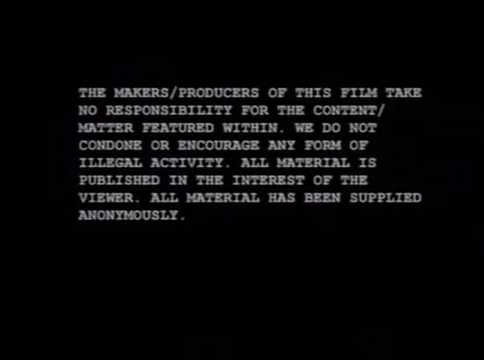 THE MAKERS/PRODUCERS OF THIS FILM TAKE
NO RESPONSIBILITY FOR THE CONTENT/
MATTER FEATURED WITHIN. WE DO NOT
CONDONE OR ENCOURAGE ANY FORM OF
ILLEGAL ACTIVITY. ALL MATERIAL IS
PUBLISHED IN THE INTEREST OF THE
VIEWER. ALL MATERIAL HAS BEEN SUPPLIED
ANONYMOUSLY.